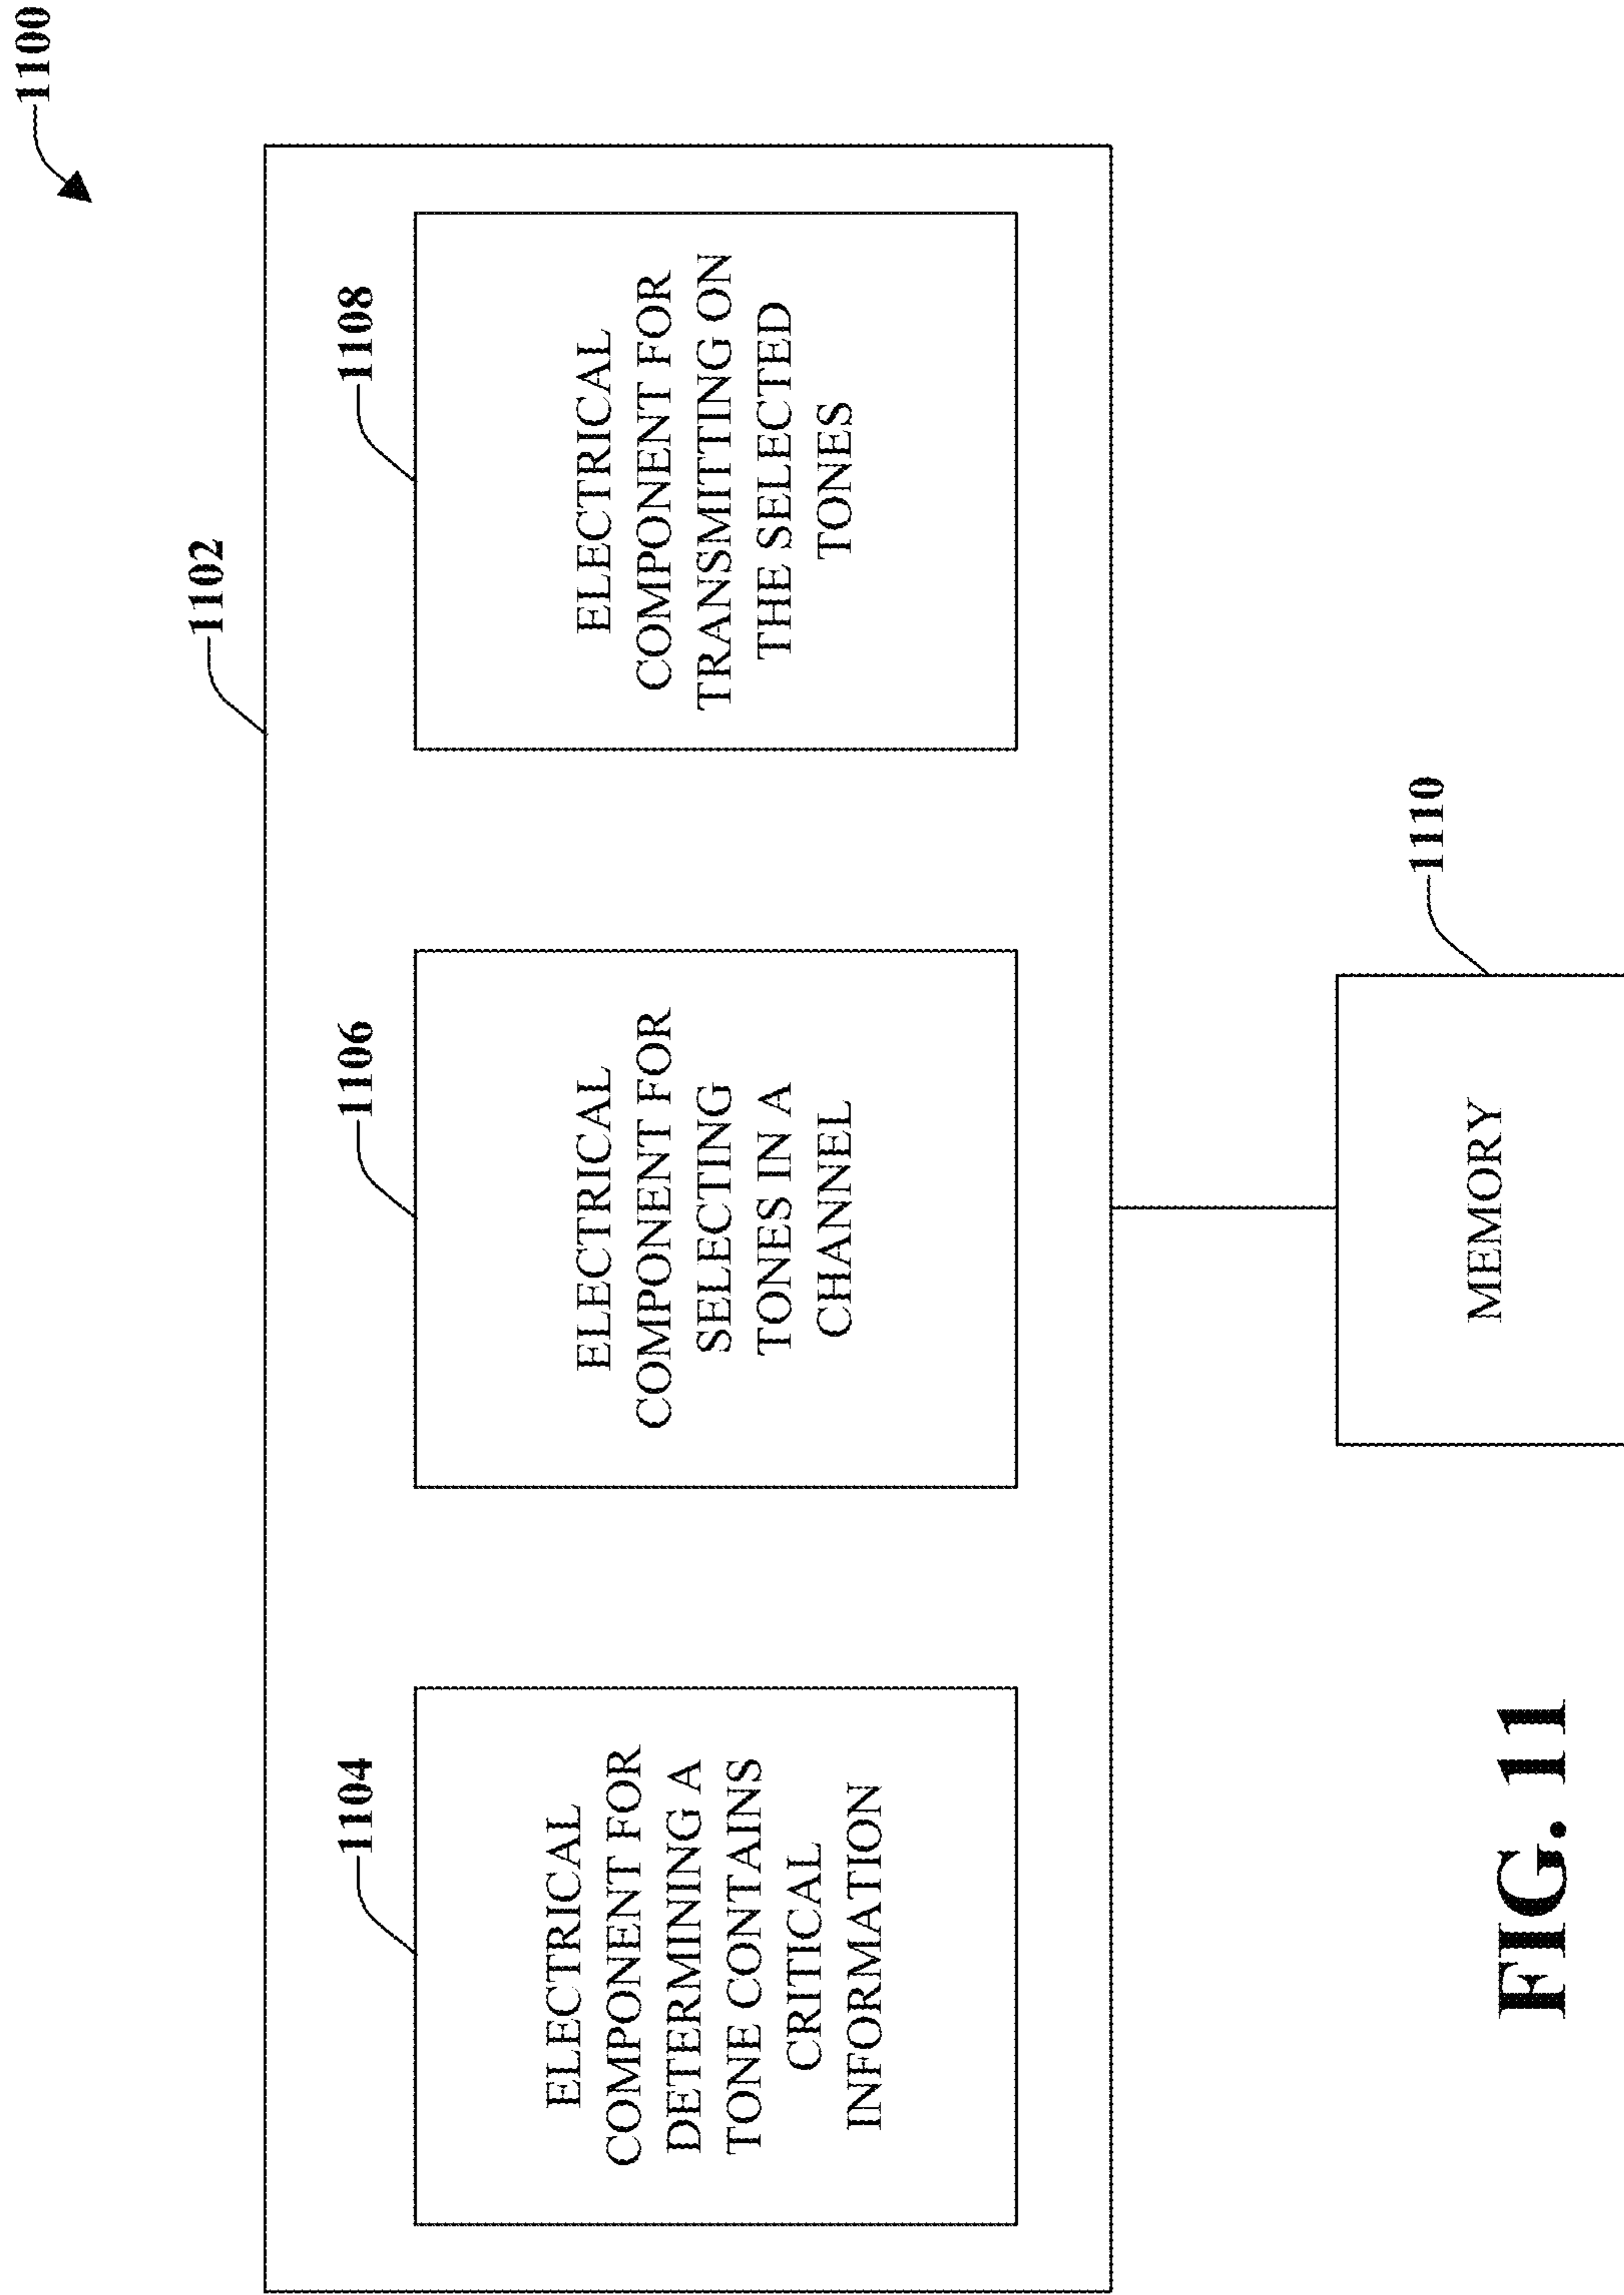 1100
1102
1104
ELECTRICAL
COMPONENT FOR
DETERMINING A
TONE CONTAINS
CRITICAL
INFORMATION
1106
ELECTRICAL
COMPONENT FOR
SELECTING
TONES IN A
CHANNEL
1108
ELECTRICAL
COMPONENT FOR
TRANSMITTING ON
THE SELECTED
TONES
1110
MEMORY
FIG. 11